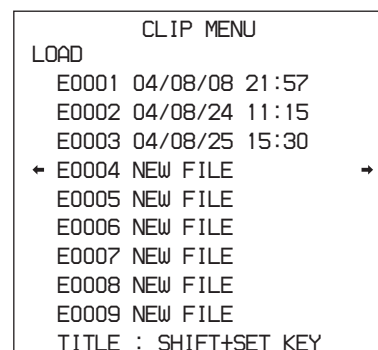 CLIP MENU
LOAD
E0001 04/08/08 21:57
E0002 04/08/24 11:15
E0003 04/08/25 15:30
← E0004 NEW FILE →
E0005 NEW FILE
E0006 NEW FILE
E0007 NEW FILE
E0008 NEW FILE
E0009 NEW FILE
TITLE : SHIFT+SET KEY